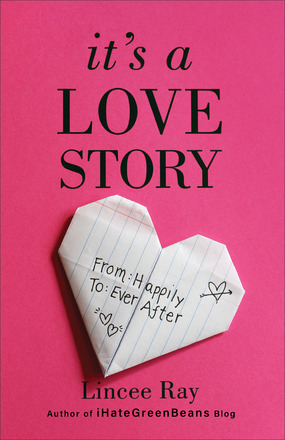 it's a
LOVE
STORY
From: Happily
To: Ever After
Lincee Ray
Author of iHateGreenBeans Blog